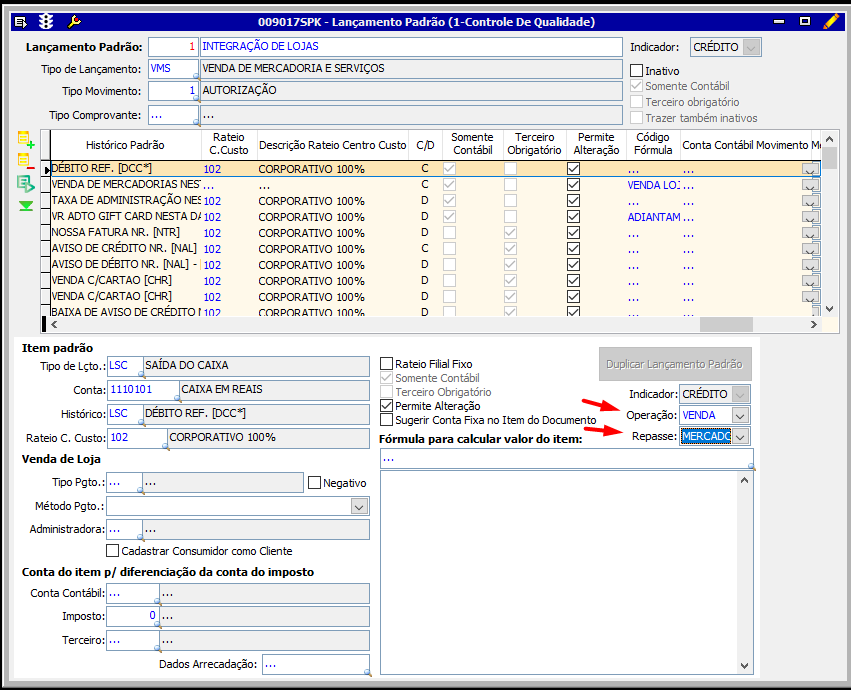 009017SPK - Lançamento Padrão (1-Controle De Qualidade)
Lançamento Padrão: 1 INTEGRAÇÃO DE LOJAS Indicador: CRÉDITO
Tipo de Lançamento: VMS VENDA DE MERCADORIA E SERVIÇOS Inativo
Somente Contábil
Tipo Movimento: 1 AUTORIZAÇÃO
Terceiro obrigatório
Tipo Comprovante: ... ... Trazer também inativos
Histórico Padrão Rateio C.Custo Descrição Rateio Centro Custo C/D Somente Contábil Terceiro Obrigatório Permite Alteração Código Fórmula Conta Contábil Movimento Mo
DÉBITO REF. [DCC*] 102 CORPORATIVO 100% C ... ...
VENDA DE MERCADORIAS NEST ... ... C VENDA LOJ ...
TAXA DE ADMINISTRAÇÃO NES 102 CORPORATIVO 100% D ... ...
VR ADTO GIFT CARD NESTA DA 102 CORPORATIVO 100% D ADIANTAM ...
NOSSA FATURA NR. [NTR] 102 CORPORATIVO 100% D ... ...
AVISO DE CRÉDITO NR. [NAL] 102 CORPORATIVO 100% C ... ...
AVISO DE DÉBITO NR. [NAL] - 102 CORPORATIVO 100% D ... ...
VENDA C/CARTAO [CHR] 102 CORPORATIVO 100% D ... ...
VENDA C/CARTAO [CHR] 102 CORPORATIVO 100% D ... ...
BAIXA DE AVISO DE CRÉDITO N 102 CORPORATIVO 100% D ... ...
Item padrão
Tipo de Lçto.: LSC SAÍDA DO CAIXA Rateio Filial Fixo Duplicar Lançamento Padrão
Somente Contábil
Conta: 1110101 CAIXA EM REAIS Terceiro Obrigatório Indicador: CRÉDITO
Permite Alteração
Histórico: LSC DÉBITO REF. [DCC*] Sugerir Conta Fixa no Item do Documento Operação: VENDA
Rateio C. Custo: 102 CORPORATIVO 100% Fórmula para calcular valor do item: Repasse: MERCADO
Venda de Loja ...
Tipo Pgto.: ... ... Negativo
Método Pgto.:
Administradora: ... ...
Cadastrar Consumidor como Cliente
Conta do item p/ diferenciação da conta do imposto
Conta Contábil: ... ...
Imposto: 0 ...
Terceiro: ... ...
Dados Arrecadação: ...